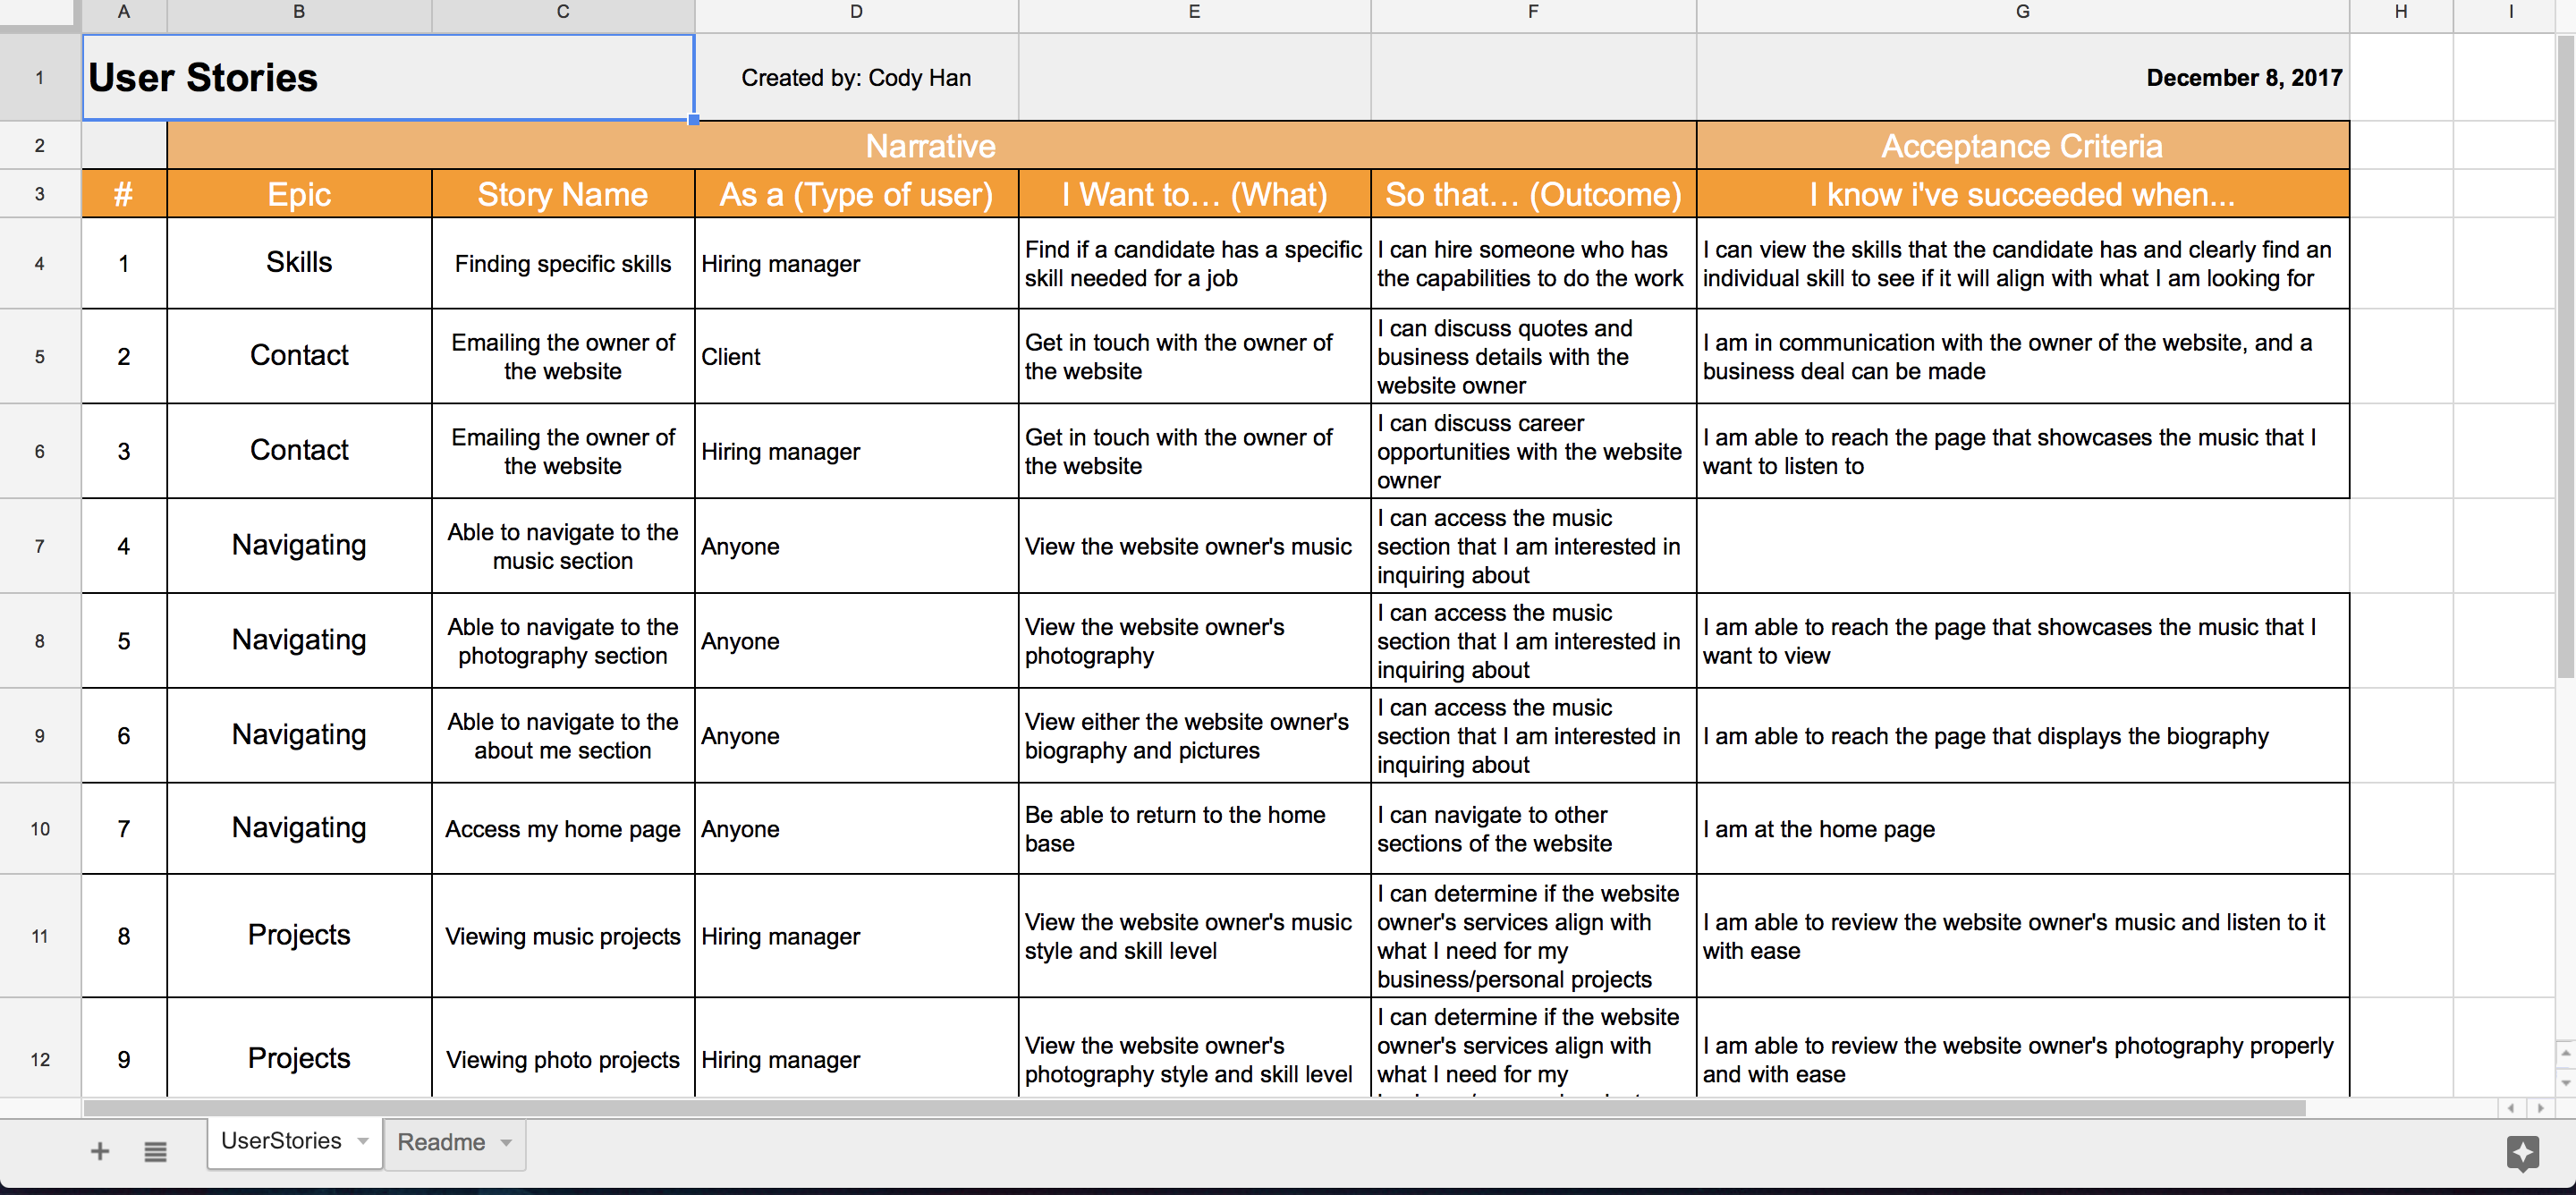 A B C D E F G H I
1 User Stories Created by: Cody Han December 8, 2017
2 Narrative Acceptance Criteria
3 # Epic Story Name As a (Type of user) I Want to... (What) So that... (Outcome) I know i've succeeded when...
4 1 Skills Finding specific skills Hiring manager
Find if a candidate has a specific
skill needed for a job
I can hire someone who has
the capabilities to do the work
I can view the skills that the candidate has and clearly find an
individual skill to see if it will align with what I am looking for
5 2 Contact
Emailing the owner of
the website
Client
Get in touch with the owner of
the website
I can discuss quotes and
business details with the
website owner
I am in communication with the owner of the website, and a
business deal can be made
6 3 Contact
Emailing the owner of
the website
Hiring manager
Get in touch with the owner of
the website
I can discuss career
opportunities with the website
owner
I am able to reach the page that showcases the music that I
want to listen to
7 4 Navigating
Able to navigate to the
music section
Anyone
View the website owner's music
I can access the music
section that I am interested in
inquiring about
8 5 Navigating
Able to navigate to the
photography section
Anyone
View the website owner's
photography
I can access the music
section that I am interested in
inquiring about
I am able to reach the page that showcases the music that I
want to view
9 6 Navigating
Able to navigate to the
about me section
Anyone
View either the website owner's
biography and pictures
I can access the music
section that I am interested in
inquiring about
I am able to reach the page that displays the biography
10 7 Navigating
Access my home page
Anyone
Be able to return to the home
base
I can navigate to other
sections of the website
I am at the home page
11 8 Projects
Viewing music projects
Hiring manager
View the website owner's music
style and skill level
I can determine if the website
owner's services align with
what I need for my
business/personal projects
I am able to review the website owner's music and listen to it
with ease
12 9 Projects
Viewing photo projects
Hiring manager
View the website owner's
photography style and skill level
I can determine if the website
owner's services align with
what I need for my
I am able to review the website owner's photography properly
and with ease
UserStories Readme